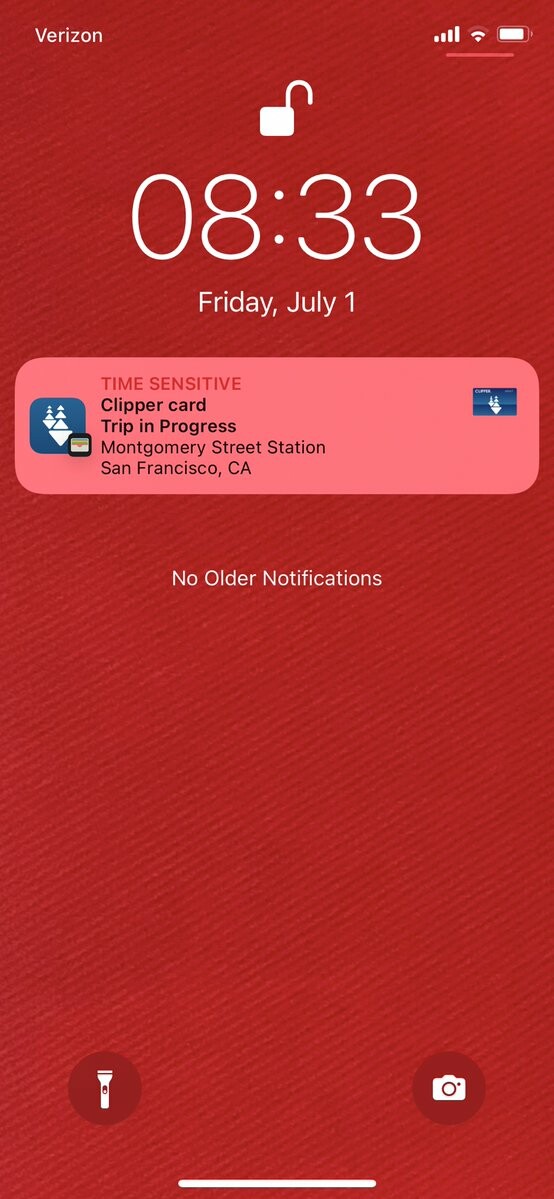 Verizon
08:33
Friday, July 1
TIME SENSITIVE
Clipper card
Trip in Progress
Montgomery Street Station
San Francisco, CA
CLIPPER
No Older Notifications